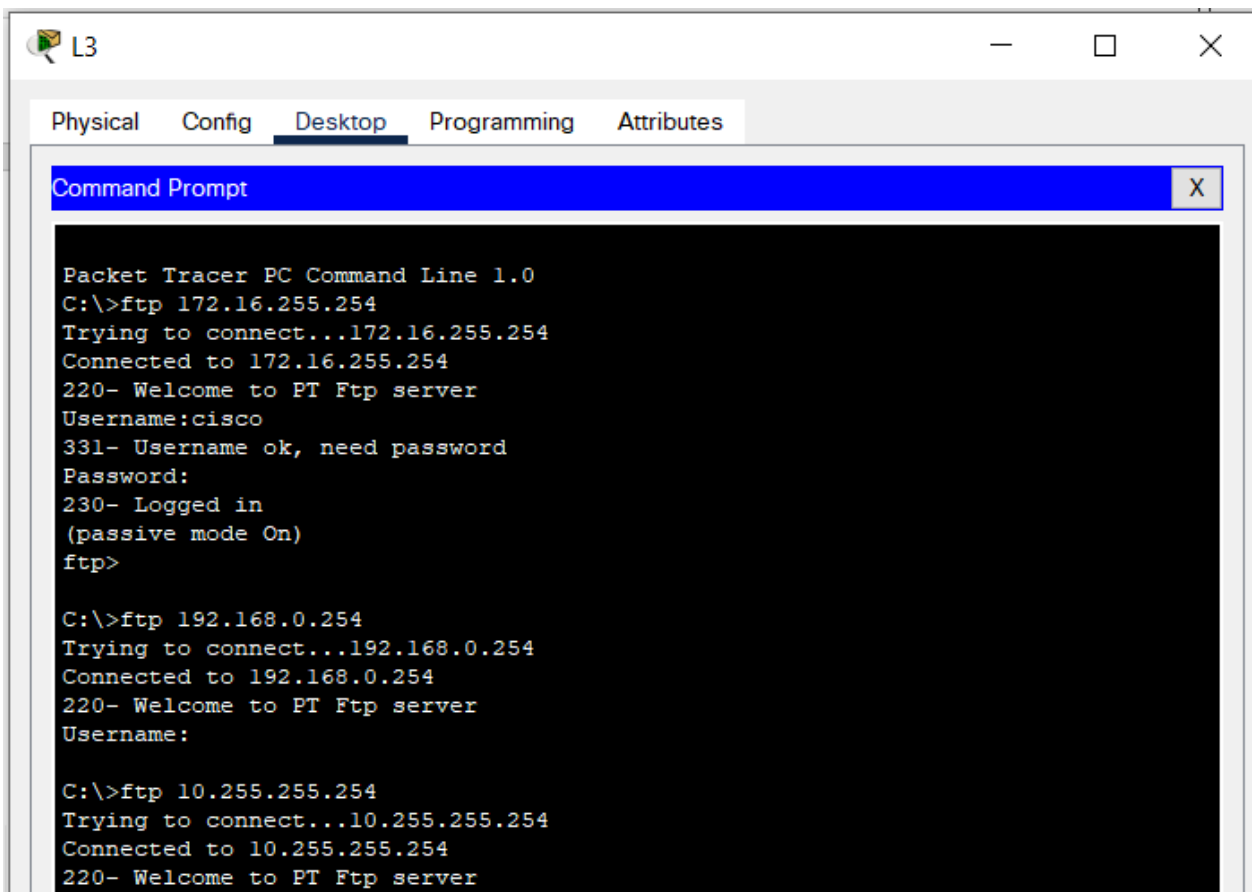 L3
Physical Config Desktop Programming Attributes
Command Prompt X
Packet Tracer PC Command Line 1.0
C:\>ftp 172.16.255.254
Trying to connect...172.16.255.254
Connected to 172.16.255.254
220- Welcome to PT Ftp server
Username:cisco
331- Username ok, need password
Password:
230- Logged in
(passive mode On)
ftp>
C:\>ftp 192.168.0.254
Trying to connect...192.168.0.254
Connected to 192.168.0.254
220- Welcome to PT Ftp server
Username:
C:\>ftp 10.255.255.254
Trying to connect...10.255.255.254
Connected to 10.255.255.254
220- Welcome to PT Ftp server